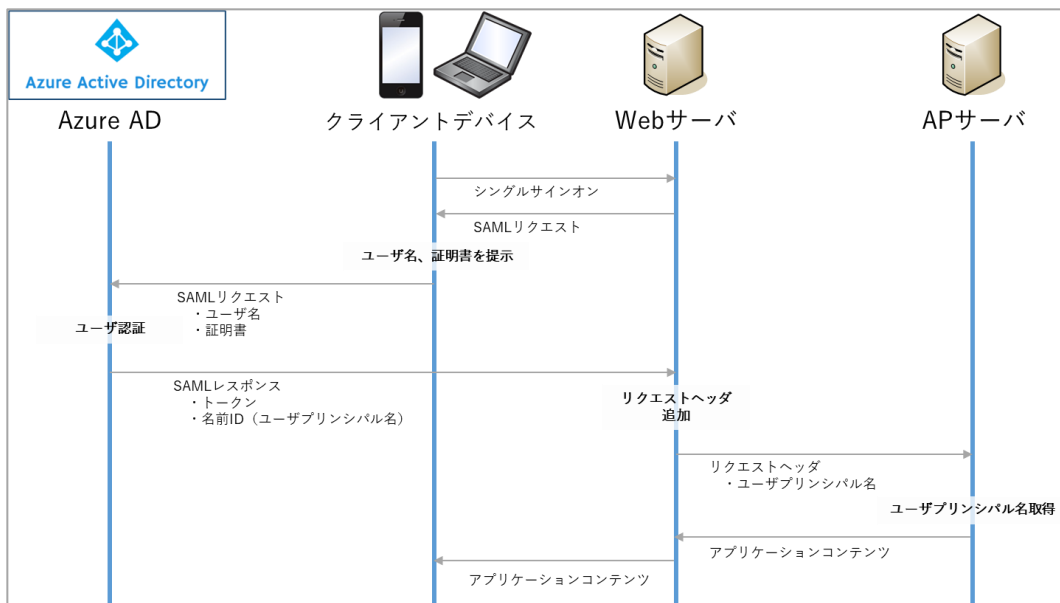 Azure Active Directory
Azure AD
クライアントデバイス
Webサーバ
APサーバ
シングルサインオン
SAMLリクエスト
ユーザ名、証明書を提示
SAMLリクエスト
・ユーザ名
・証明書
ユーザ認証
SAMLレスポンス
・トークン
・名前ID（ユーザプリンシパル名）
リクエストヘッダ
追加
リクエストヘッダ
・ユーザプリンシパル名
ユーザプリンシパル名取得
アプリケーションコンテンツ
アプリケーションコンテンツ